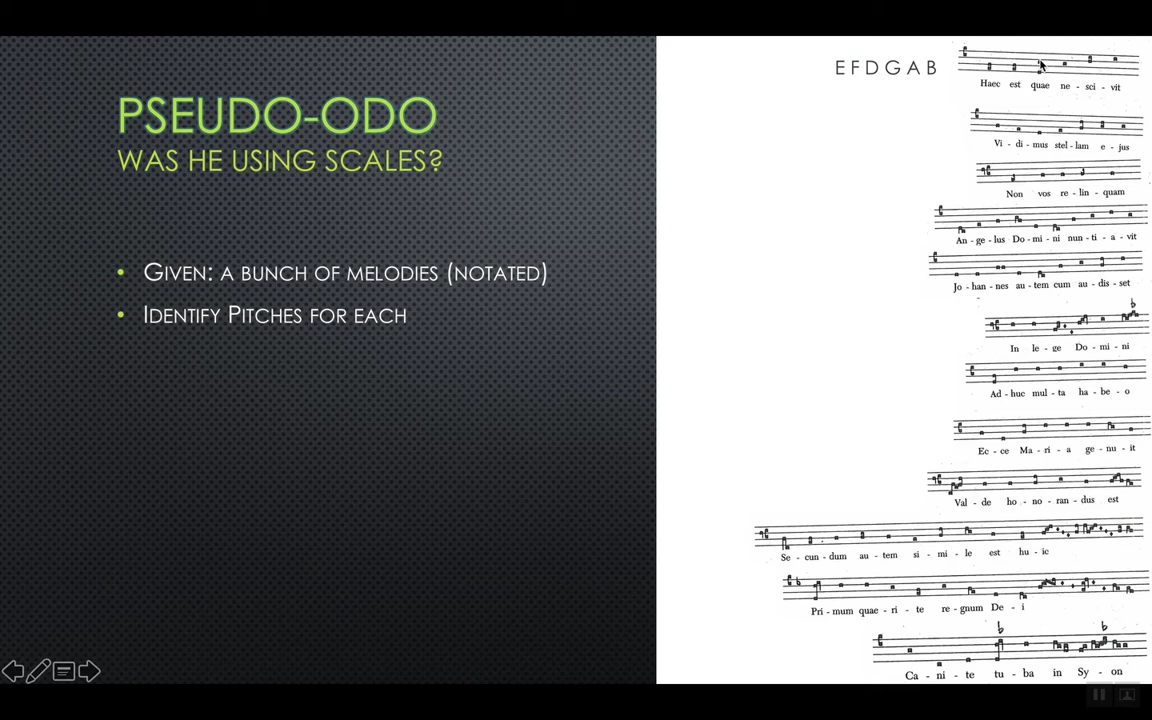 PSEUDO-ODO
WAS HE USING SCALES?
• GIVEN: A BUNCH OF MELODIES (NOTATED)
• IDENTIFY PITCHES FOR EACH
E F D G A B
Haec est quae ne - sci - vit
Vi - di - mus stel - lam e - jus
Non vos re - lin - quam
An - ge - lus Do - mi - ni nun - ti - a - vit
Jo - han - nes au - tem cum au - dis - set
In le - ge Do - mi - ni
Ad - huc mul - ta ha - be - o
Ec - ce Ma - ri - a ge - nu - it
Val - de ho - no - ran - dus est
Se - cun - dum au - tem si - mi - le est hu - ic
Pri - mum quae - ri - te re - gnum De - i
Ca - ni - te tu - ba in Sy - on